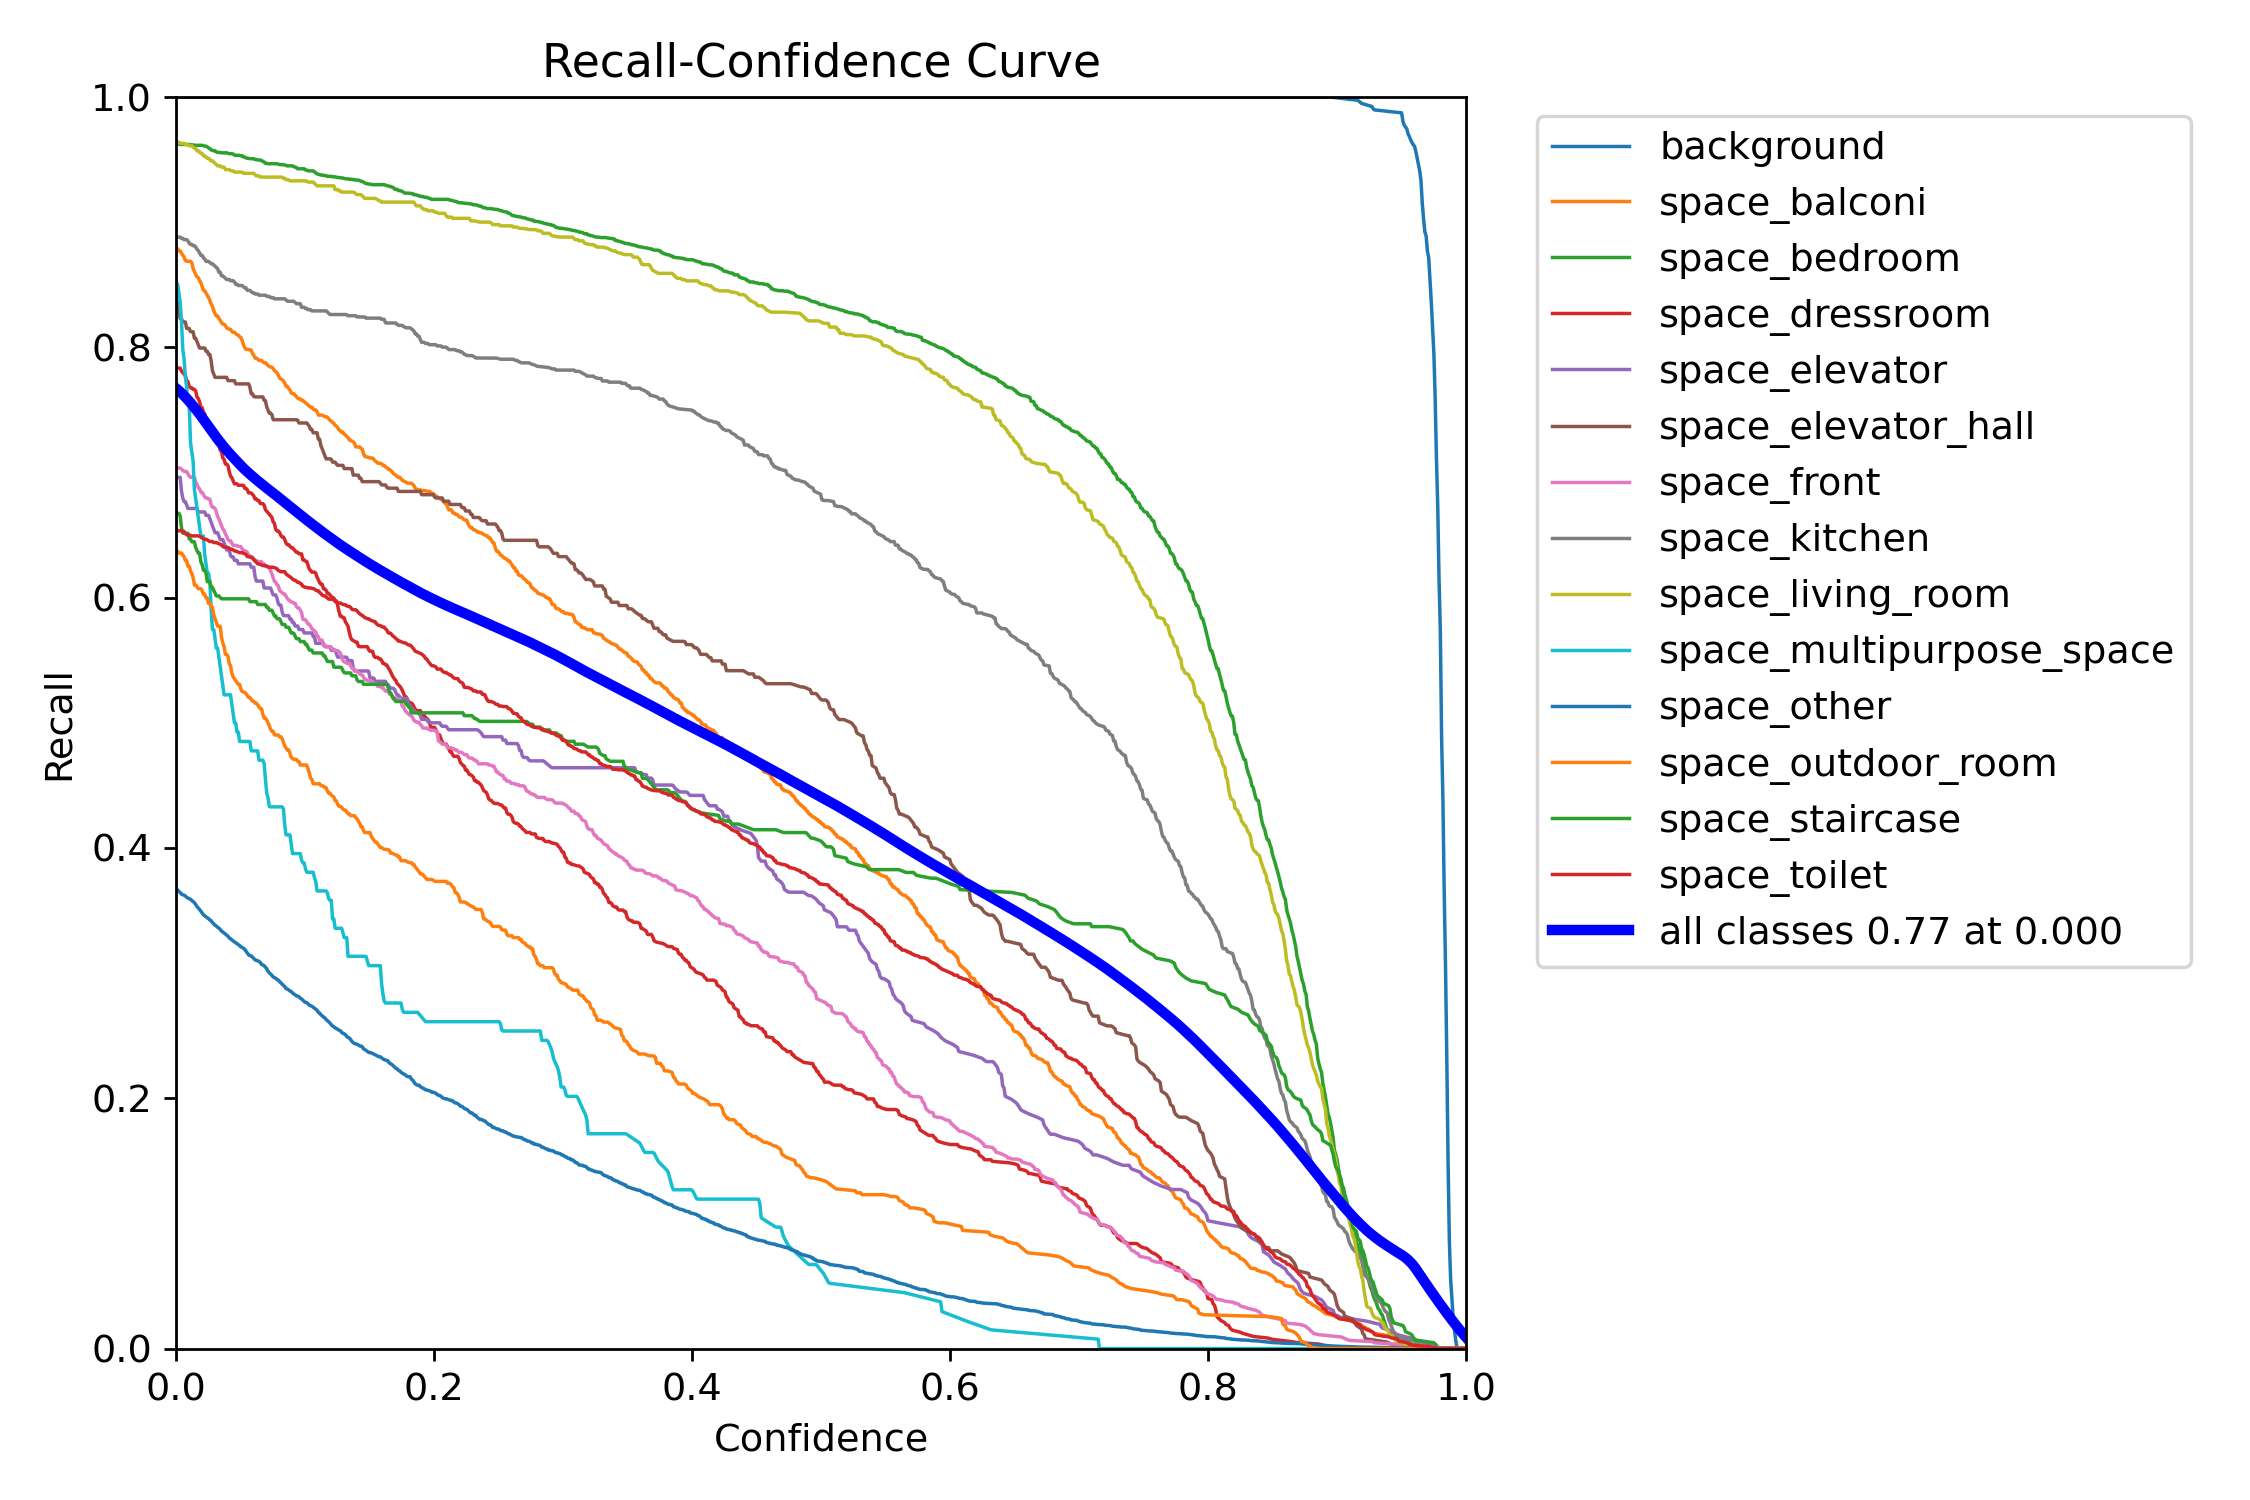 Recall-Confidence Curve
1.0
0.8
0.6
0.4
0.2
0.0
Recall
0.0 0.2 0.4 0.6 0.8 1.0
Confidence
background
space_balconi
space_bedroom
space_dressroom
space_elevator
space_elevator_hall
space_front
space_kitchen
space_living_room
space_multipurpose_space
space_other
space_outdoor_room
space_staircase
space_toilet
all classes 0.77 at 0.000